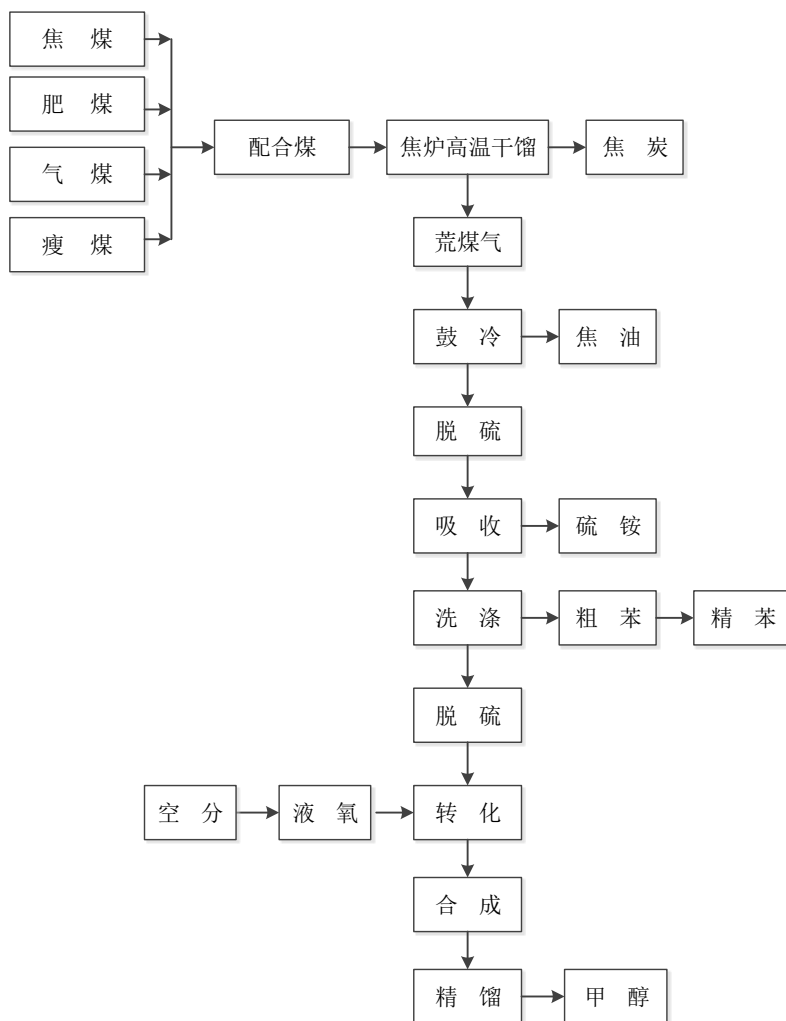 焦 煤
肥 煤
气 煤
瘦 煤
配合煤
焦炉高温干馏
焦 炭
荒煤气
鼓 冷
焦 油
脱 硫
吸 收
硫 铵
洗 涤
粗 苯
精 苯
脱 硫
空 分
液 氧
转 化
合 成
精 馏
甲 醇